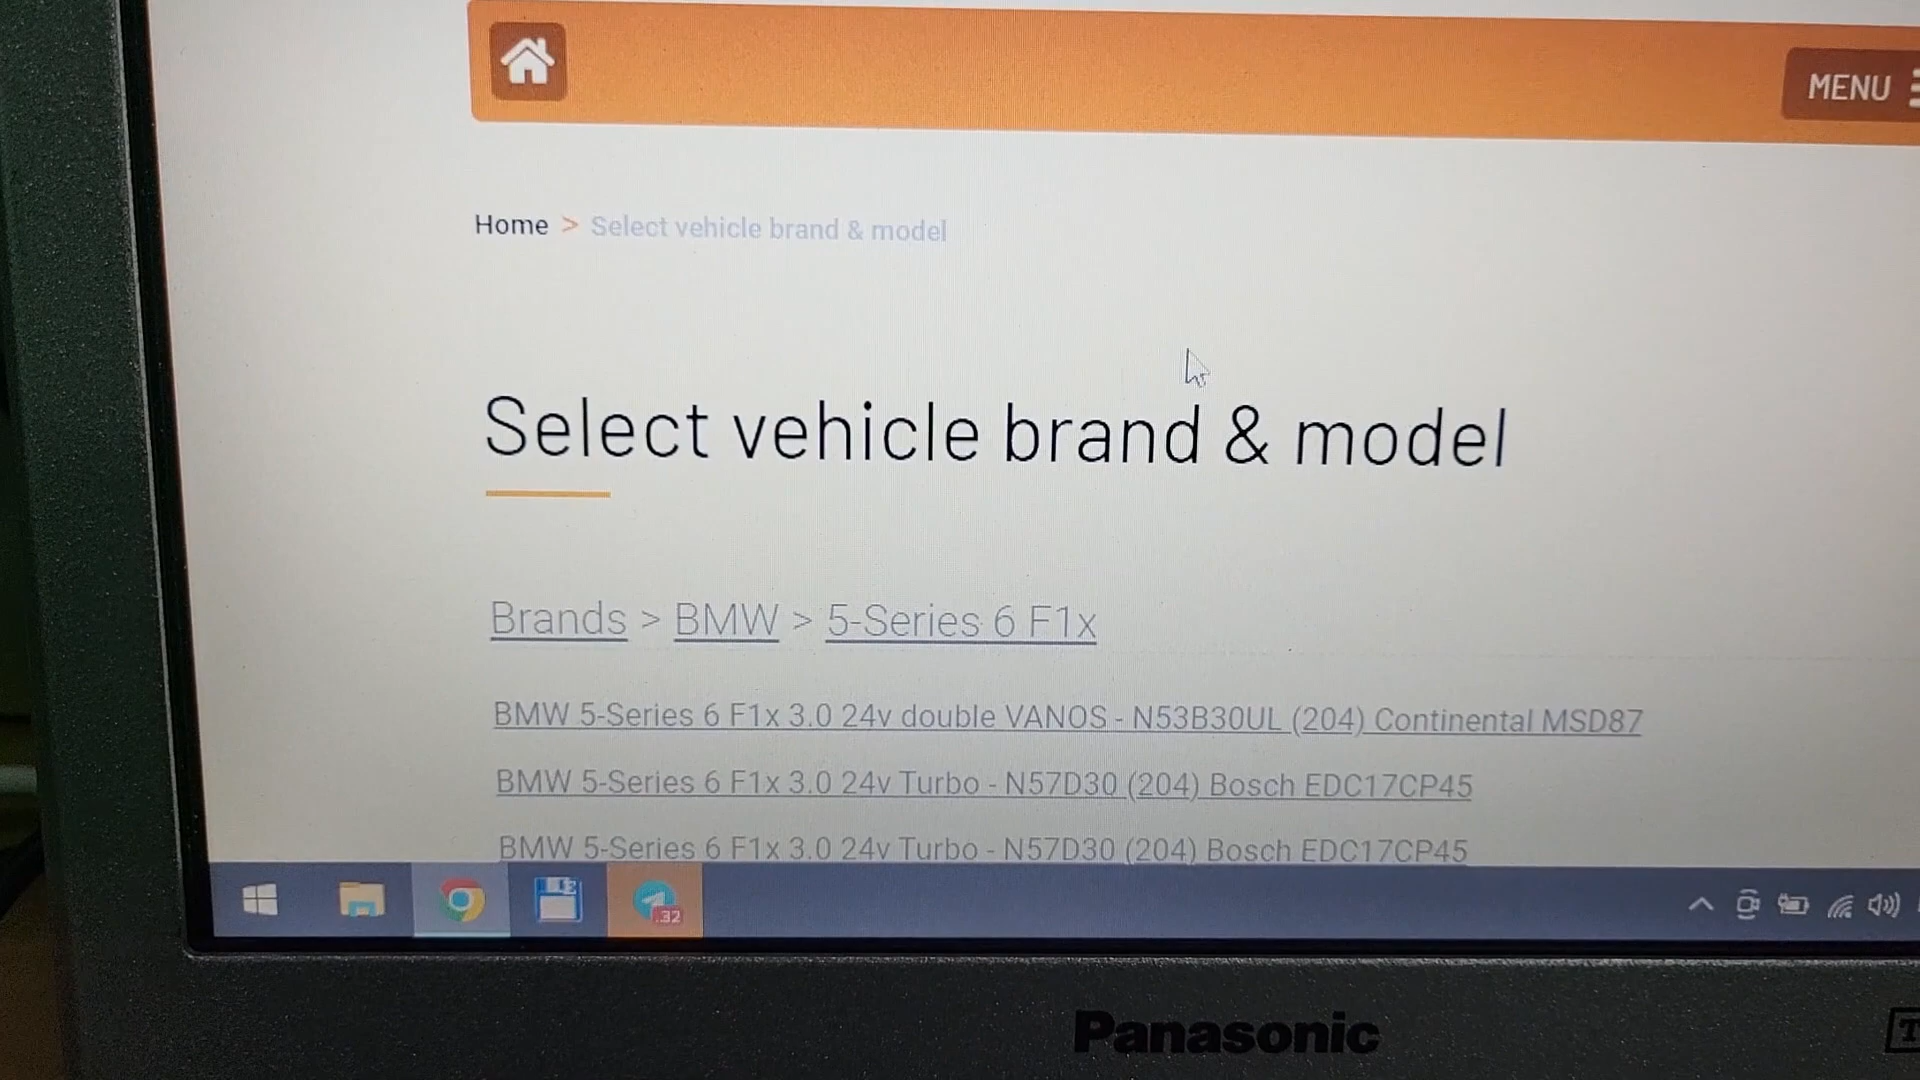 MENU
Home > Select vehicle brand & model
Select vehicle brand & model
Brands > BMW > 5-Series 6 F1x
BMW 5-Series 6 F1x 3.0 24v double VANOS - N53B30UL (204) Continental MSD87
BMW 5-Series 6 F1x 3.0 24v Turbo - N57D30 (204) Bosch EDC17CP45
BMW 5-Series 6 F1x 3.0 24v Turbo - N57D30 (204) Bosch EDC17CP45
.32
Panasonic